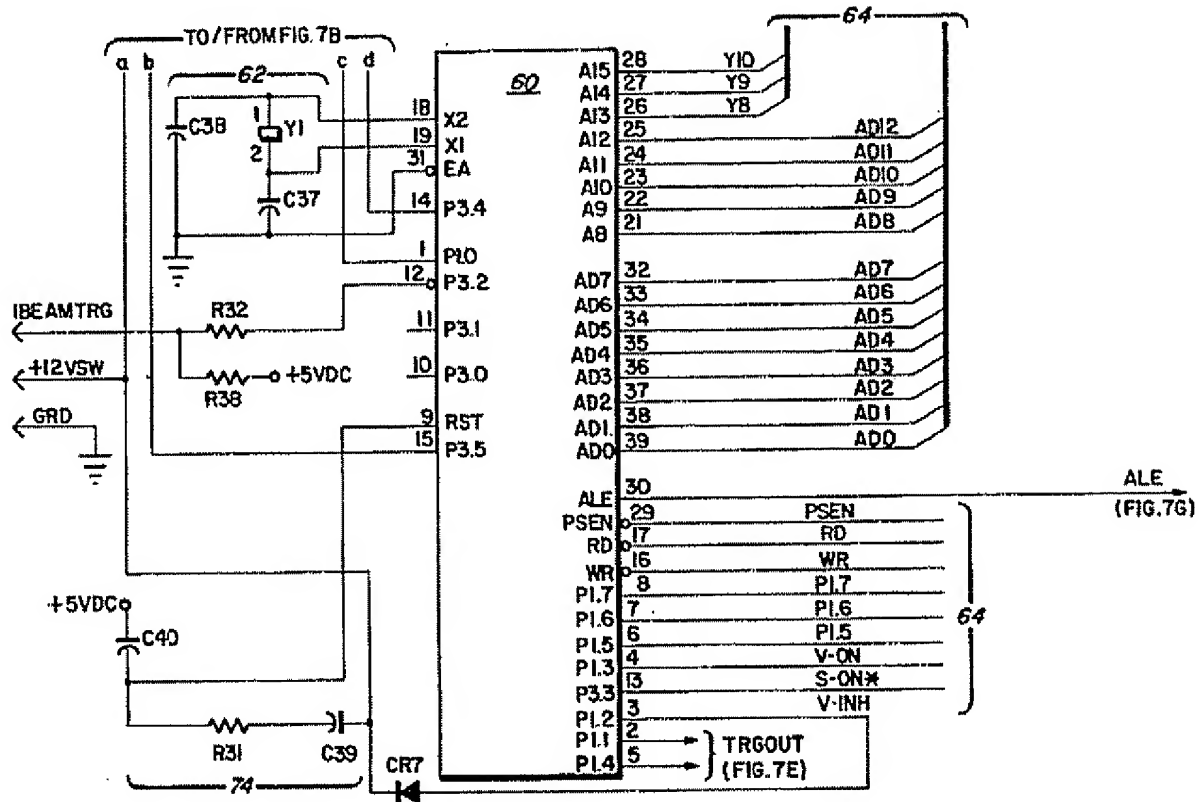 TO/FROM FIG. 7B
a b c d
62
C38
1
Y1
2
C37
18 X2
19 X1
31 EA
14 P3.4
1 P1.0
12 P3.2
11 P3.1
10 P3.0
9 RST
15 P3.5
IBEAMTRG
R32
R38
+5VDC
+12VSW
GRD
+5VDC
C40
R31
C39
74
CR7
60
64
A15 28 Y10
A14 27 Y9
A13 26 Y8
A12 25 AD12
A11 24 AD11
A10 23 AD10
A9 22 AD9
A8 21 AD8
AD7 32 AD7
AD6 33 AD6
AD5 34 AD5
AD4 35 AD4
AD3 36 AD3
AD2 37 AD2
AD1. 38 AD1
AD0 39 AD0
ALE 30 ALE
(FIG.7G)
PSEN 29 PSEN
RD 17 RD
WR 16 WR
P1.7 8 P1.7
P1.6 7 P1.6
P1.5 6 P1.5
P1.3 4 V-ON
P3.3 13 S-ON*
P1.2 3 V-INH
64
P1.1 2
P1.4 5
TRGOUT
(FIG.7E)